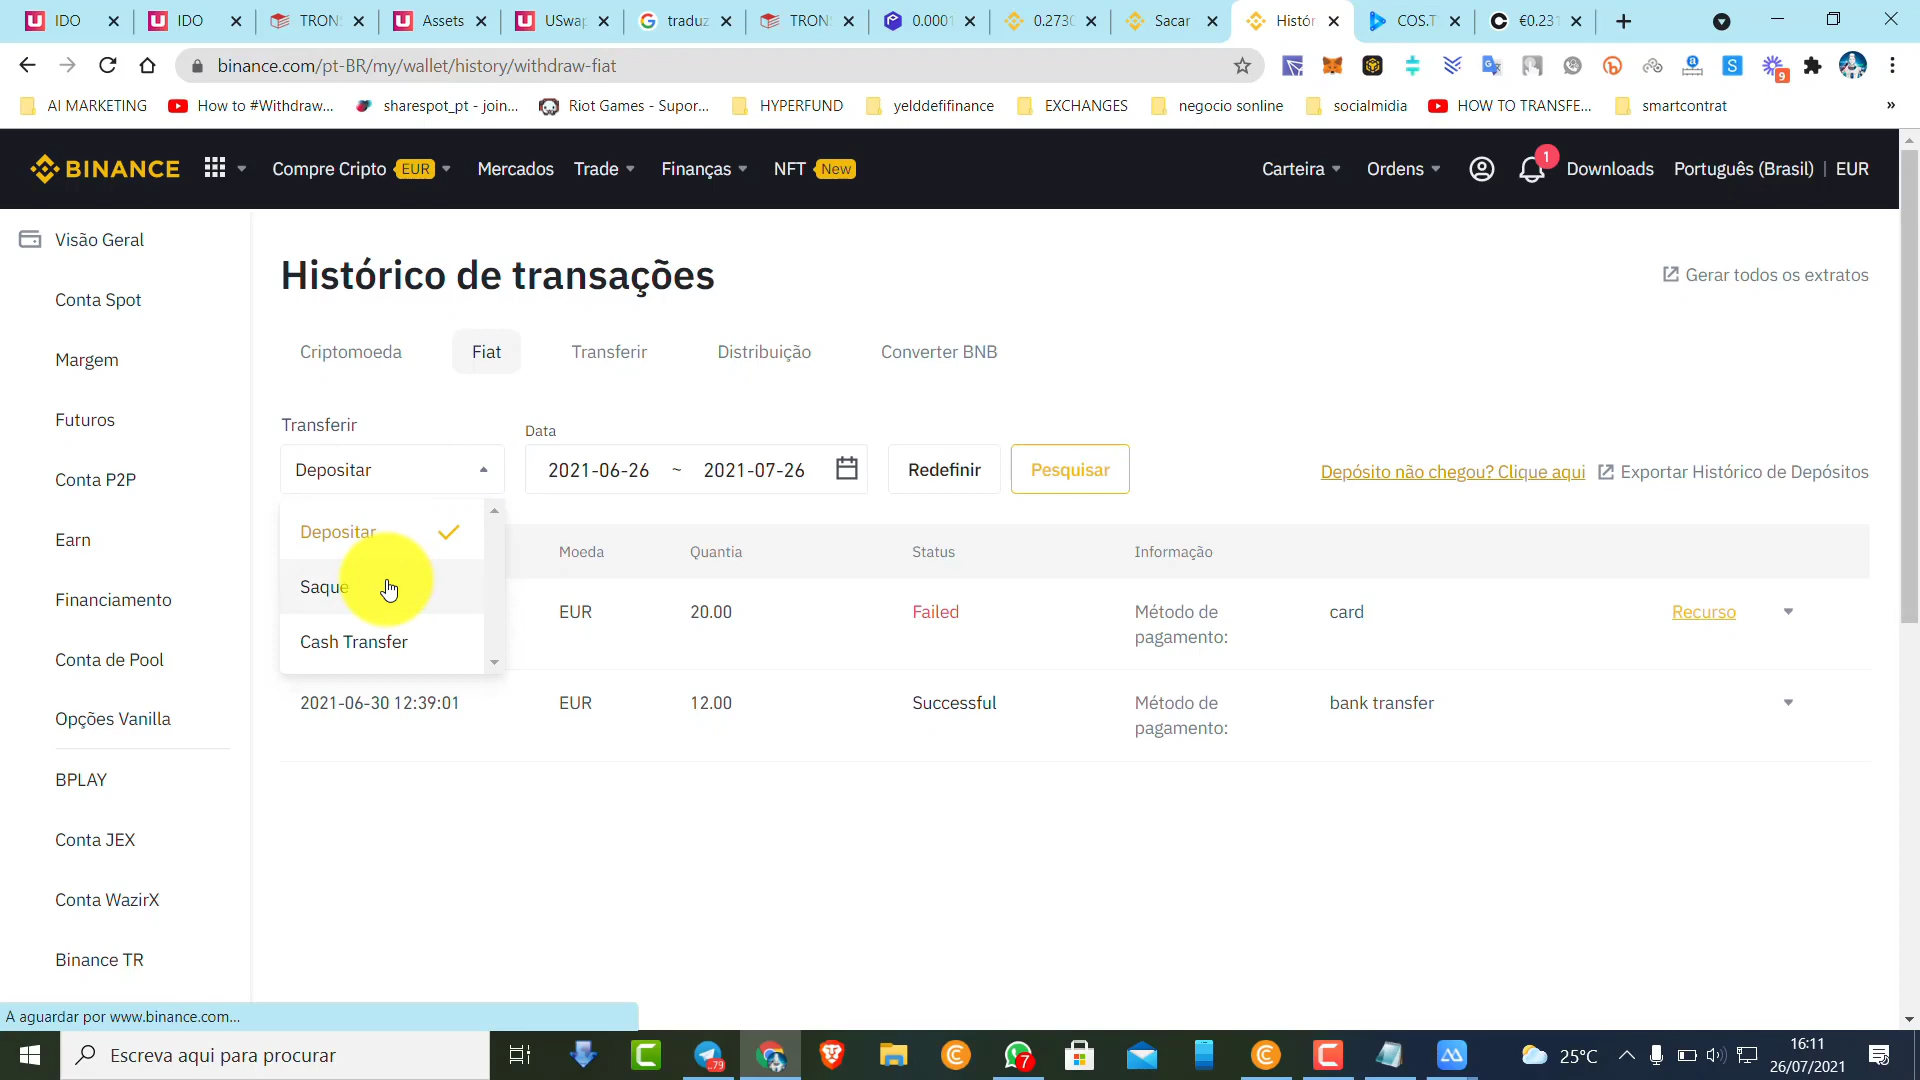 IDO
IDO
TRON
Assets
USwap
traduz
TRON
0.0001
0.2730
Sacar
Histór
COS.T
€0.231
binance.com/pt-BR/my/wallet/history/withdraw-fiat
9
AI MARKETING
How to #Withdraw...
sharespot_pt - join...
Riot Games - Supor...
HYPERFUND
yelddefifinance
EXCHANGES
negocio sonline
socialmidia
HOW TO TRANSFE...
smartcontrat
»
BINANCE
Compre Cripto EUR
Mercados
Trade
Finanças
NFT New
Carteira
Ordens
1
Downloads
Português (Brasil) | EUR
Visão Geral
Conta Spot
Margem
Futuros
Conta P2P
Earn
Financiamento
Conta de Pool
Opções Vanilla
BPLAY
Conta JEX
Conta WazirX
Binance TR
Histórico de transações
Gerar todos os extratos
Criptomoeda
Fiat
Transferir
Distribuição
Converter BNB
Transferir
Data
Depositar
2021-06-26 ~ 2021-07-26
Redefinir
Pesquisar
Depósito não chegou? Clique aqui
Exportar Histórico de Depósitos
Depositar
Saque
Cash Transfer
Moeda
Quantia
Status
Informação
EUR
20.00
Failed
Método de
pagamento:
card
Recurso
2021-06-30 12:39:01
EUR
12.00
Successful
Método de
pagamento:
bank transfer
A aguardar por www.binance.com...
Escreva aqui para procurar
79
7
25°C
16:11
26/07/2021